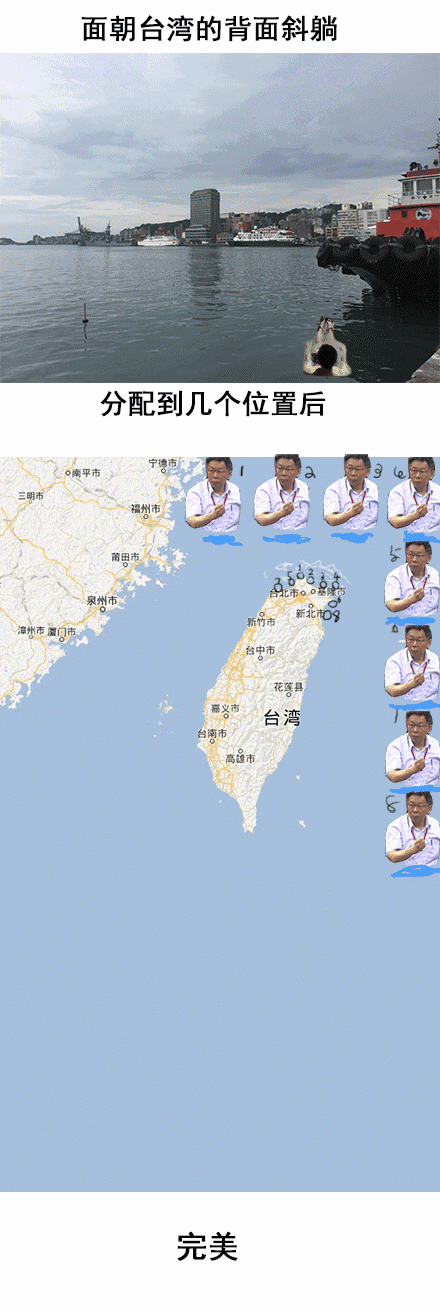 面朝台湾的背面斜躺
分配到几个位置后
宁德市
南平市
三明市
福州市
莆田市
泉州市
漳州市
厦门市
1
2
3
5
8
台北市
基隆市
新北市
新竹市
台中市
花莲县
嘉义市
台湾
台南市
高雄市
完美